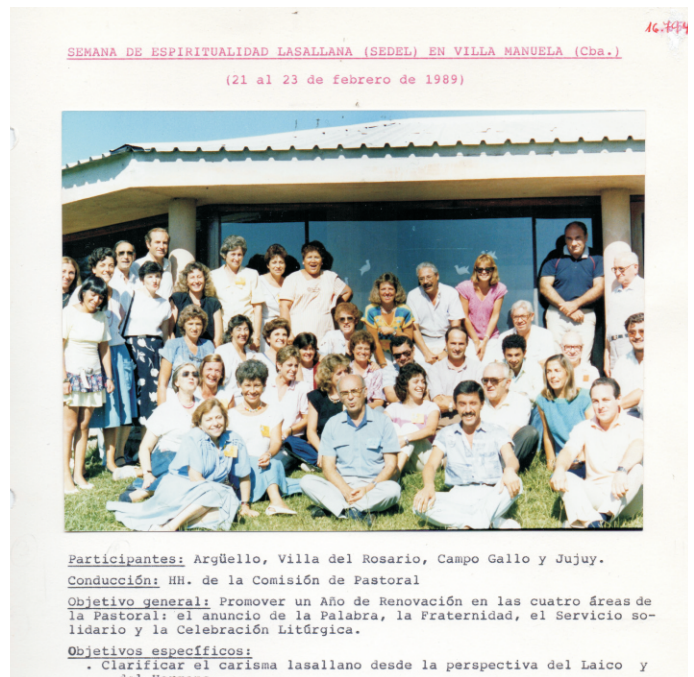 SEMANA DE ESPIRITUALIDAD LASALLANA (SEDEL) EN VILLA MANUELA (Cba.)
(21 al 23 de febrero de 1989)
Participantes: Argüello, Villa del Rosario, Campo Gallo y Jujuy.
Conducción: HH. de la Comisión de Pastoral
Objetivo general: Promover un Año de Renovación en las cuatro áreas de
la Pastoral: el anuncio de la Palabra, la Fraternidad, el Servicio so-
lidario y la Celebración Litúrgica.
Objetivos específicos:
. Clarificar el carisma lasallano desde la perspectiva del Laico y